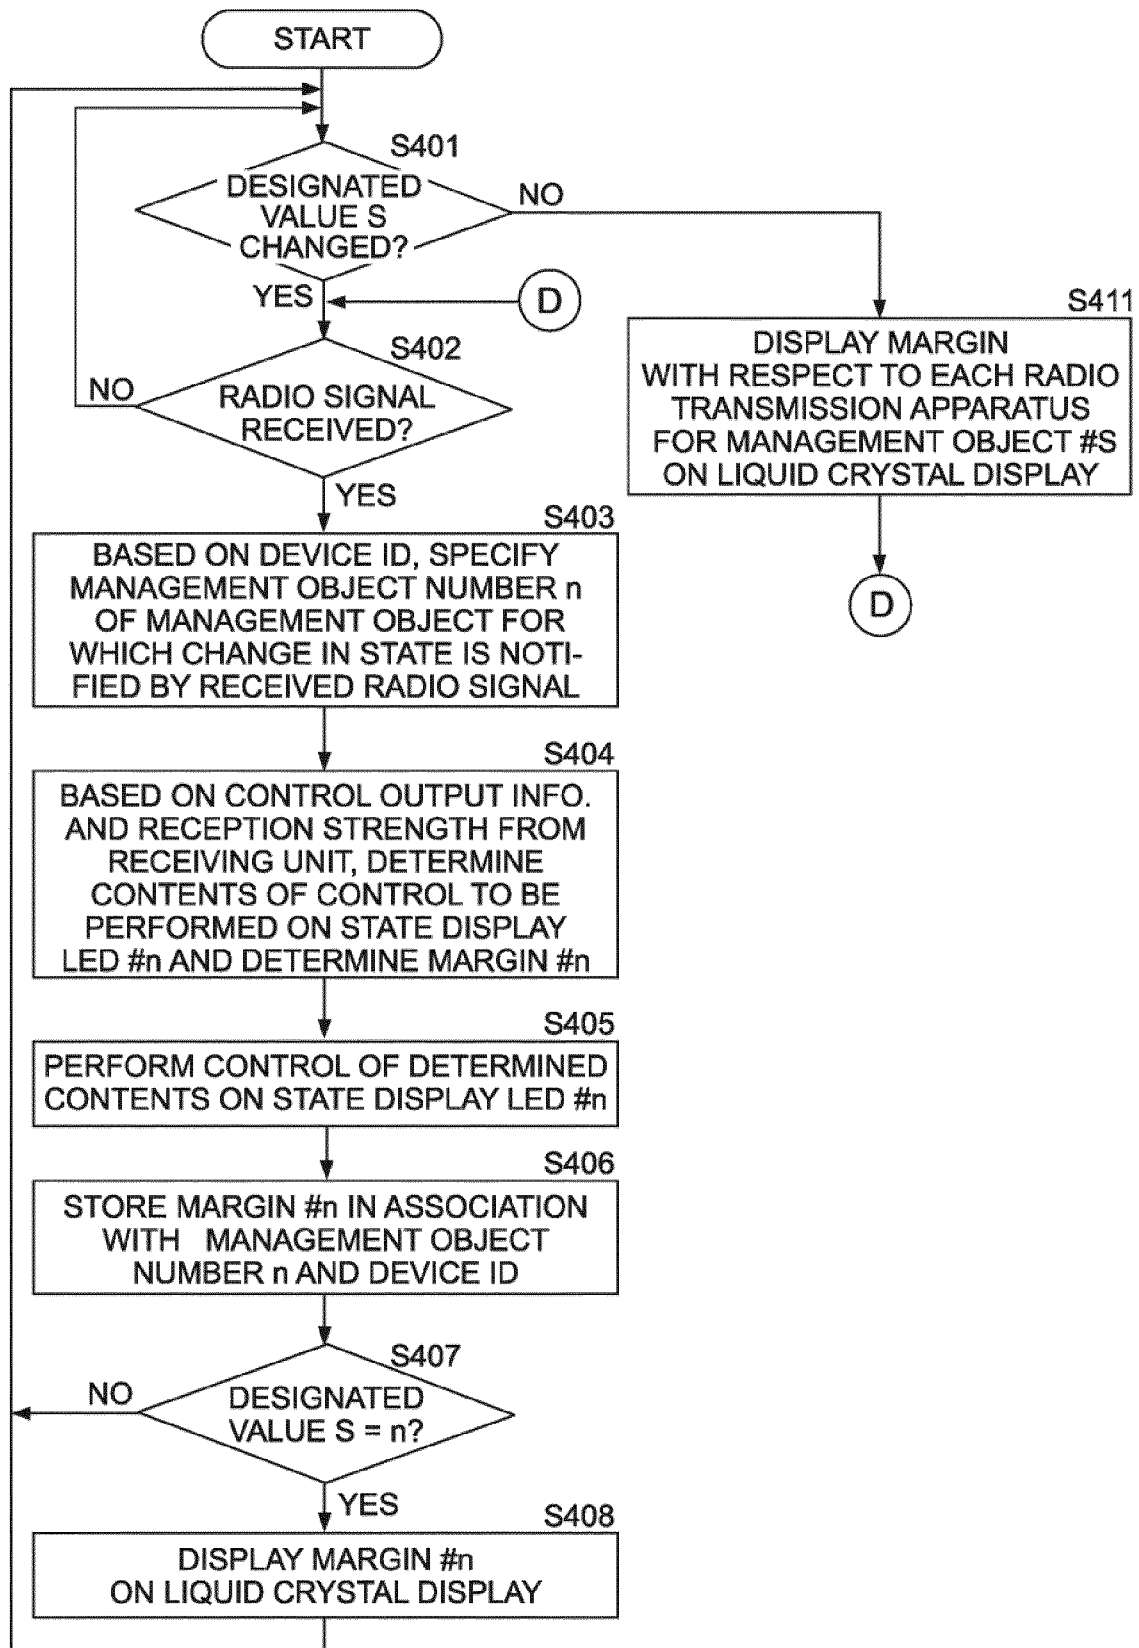 START
S401
DESIGNATED
VALUE S
CHANGED?
NO
YES
D
S411
DISPLAY MARGIN
WITH RESPECT TO EACH RADIO
TRANSMISSION APPARATUS
FOR MANAGEMENT OBJECT #S
ON LIQUID CRYSTAL DISPLAY
D
S402
NO
RADIO SIGNAL
RECEIVED?
YES
S403
BASED ON DEVICE ID, SPECIFY
MANAGEMENT OBJECT NUMBER n
OF MANAGEMENT OBJECT FOR
WHICH CHANGE IN STATE IS NOTI-
FIED BY RECEIVED RADIO SIGNAL
S404
BASED ON CONTROL OUTPUT INFO.
AND RECEPTION STRENGTH FROM
RECEIVING UNIT, DETERMINE
CONTENTS OF CONTROL TO BE
PERFORMED ON STATE DISPLAY
LED #n AND DETERMINE MARGIN #n
S405
PERFORM CONTROL OF DETERMINED
CONTENTS ON STATE DISPLAY LED #n
S406
STORE MARGIN #n IN ASSOCIATION
WITH MANAGEMENT OBJECT
NUMBER n AND DEVICE ID
S407
NO
DESIGNATED
VALUE S = n?
YES
S408
DISPLAY MARGIN #n
ON LIQUID CRYSTAL DISPLAY